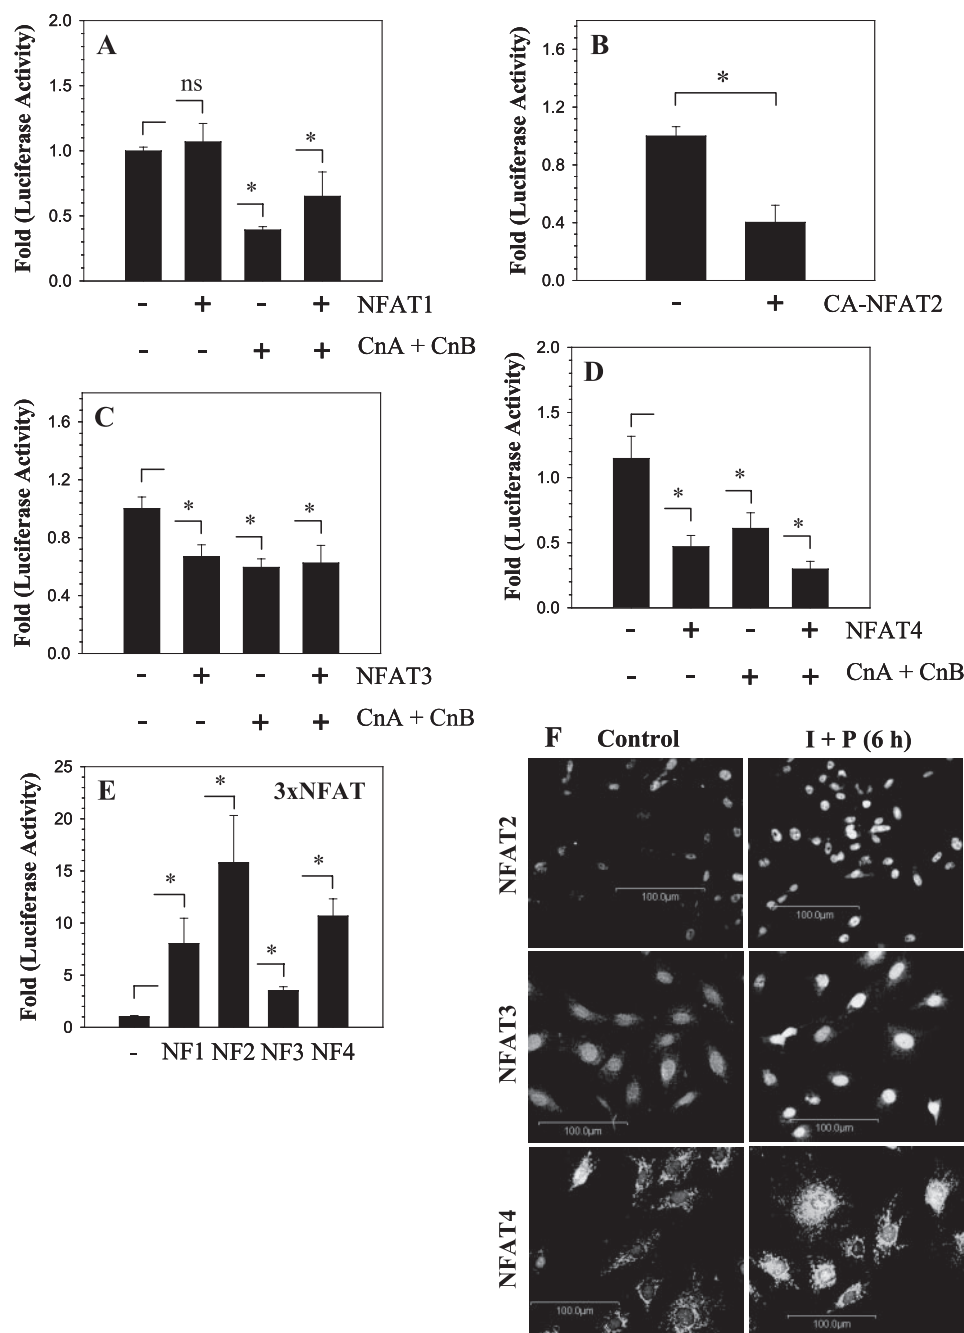 A
Fold (Luciferase Activity)
2.0
1.5
1.0
0.5
0.0
ns
*
*
- + - + NFAT1
- - + + CnA + CnB
B
Fold (Luciferase Activity)
1.6
1.2
0.8
0.4
0.0
*
- + CA-NFAT2
C
Fold (Luciferase Activity)
1.6
1.2
0.8
0.4
0.0
*
*
*
- + - + NFAT3
- - + + CnA + CnB
D
Fold (Luciferase Activity)
2.0
1.5
1.0
0.5
0.0
*
*
*
- + - + NFAT4
- - + + CnA + CnB
E
3xNFAT
Fold (Luciferase Activity)
25
20
15
10
5
0
*
*
*
*
- NF1 NF2 NF3 NF4
F
Control
I + P (6 h)
NFAT2
100.0µm
100.0µm
NFAT3
100.0µm
100.0µm
NFAT4
100.0µm
100.0µm